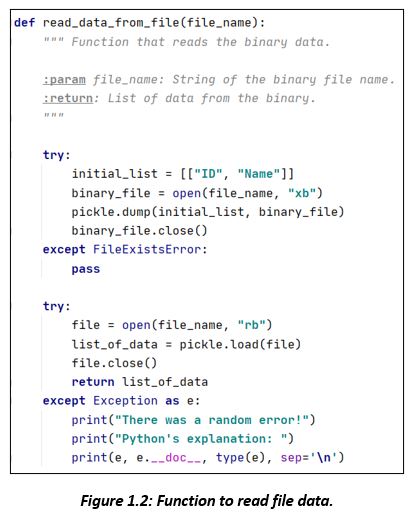 def read_data_from_file(file_name):
    """ Function that reads the binary data.

    :param file_name: String of the binary file name.
    :return: List of data from the binary.
    """

    try:
        initial_list = [["ID", "Name"]]
        binary_file = open(file_name, "xb")
        pickle.dump(initial_list, binary_file)
        binary_file.close()
    except FileExistsError:
        pass

    try:
        file = open(file_name, "rb")
        list_of_data = pickle.load(file)
        file.close()
        return list_of_data
    except Exception as e:
        print("There was a random error!")
        print("Python's explanation: ")
        print(e, e.__doc__, type(e), sep='\n')
Figure 1.2: Function to read file data.